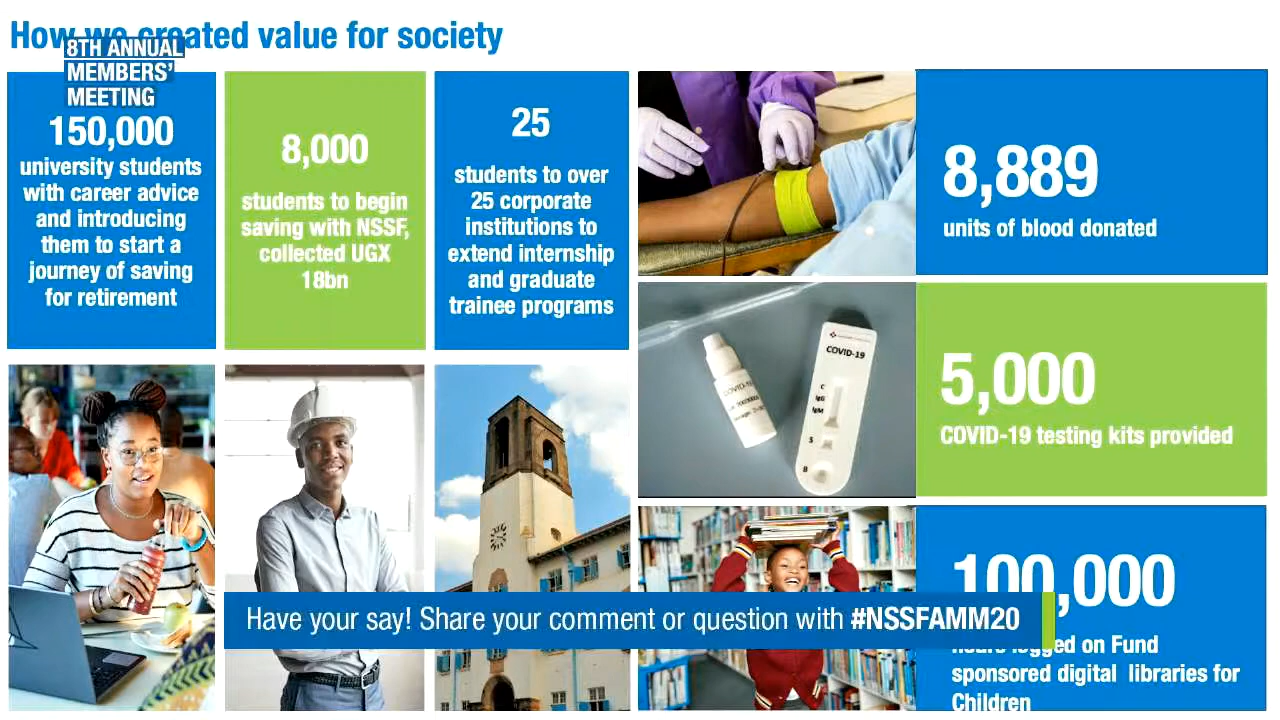 How we created value for society
8TH ANNUAL
MEMBERS'
MEETING
150,000
university students
with career advice
and introducing
them to start a
journey of saving
for retirement
8,000
students to begin
saving with NSSF,
collected UGX
18bn
25
students to over
25 corporate
institutions to
extend internship
and graduate
trainee programs
8,889
units of blood donated
COVID-19
C
IgG
IgM
S
B
5,000
COVID-19 testing kits provided
100,000
hours logged on Fund
sponsored digital libraries for
Children
Have your say! Share your comment or question with #NSSFAMM20